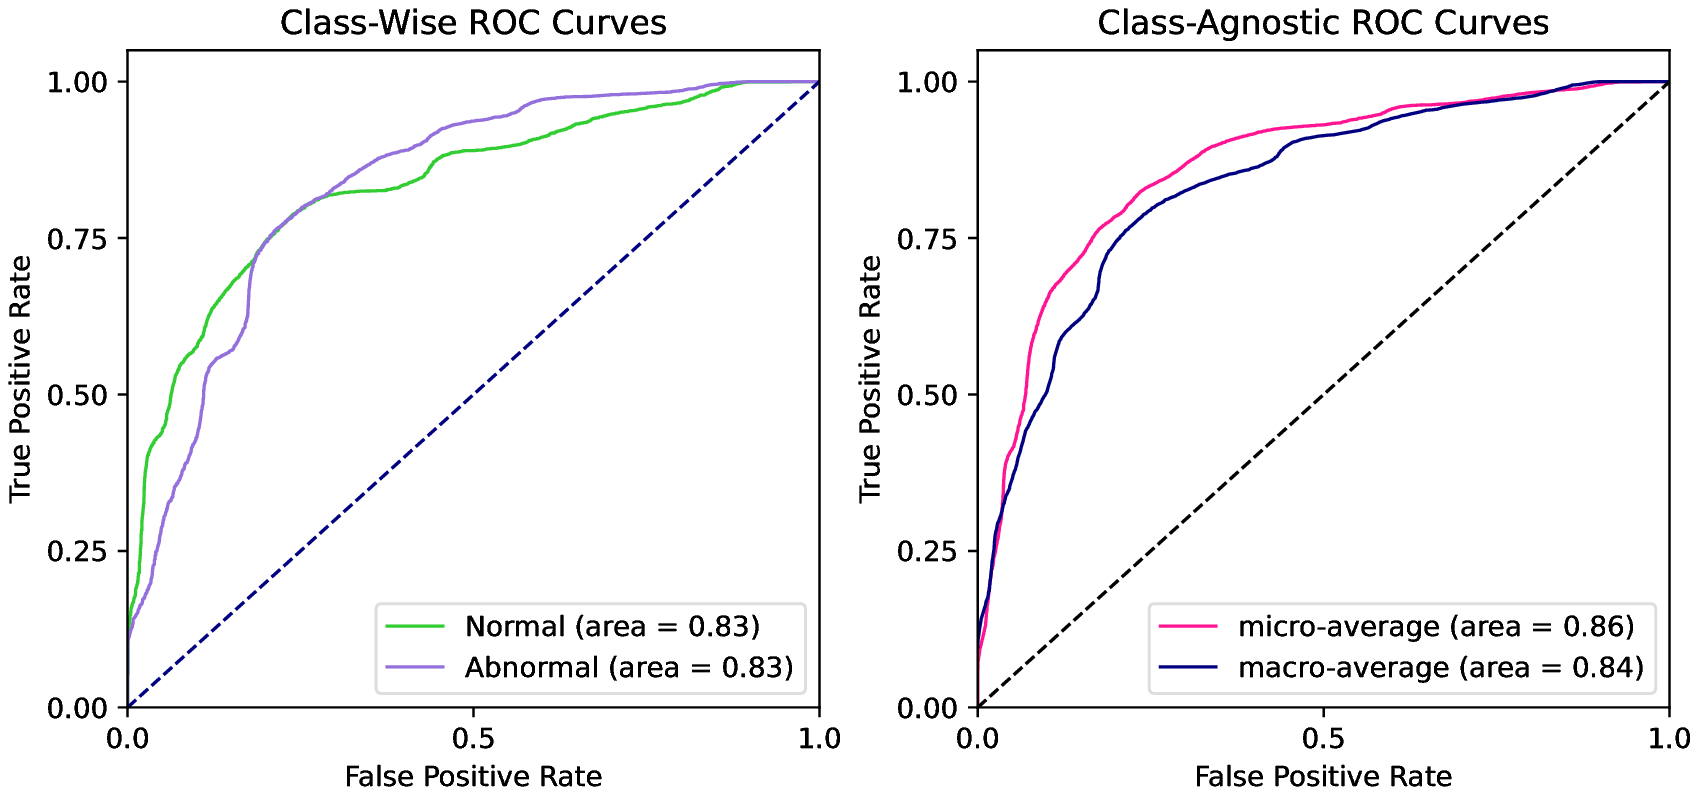 Class-Wise ROC Curves
True Positive Rate
1.00
0.75
0.50
0.25
0.00
Normal (area = 0.83)
Abnormal (area = 0.83)
0.0 0.5 1.0
False Positive Rate
Class-Agnostic ROC Curves
True Positive Rate
1.00
0.75
0.50
0.25
0.00
micro-average (area = 0.86)
macro-average (area = 0.84)
0.0 0.5 1.0
False Positive Rate